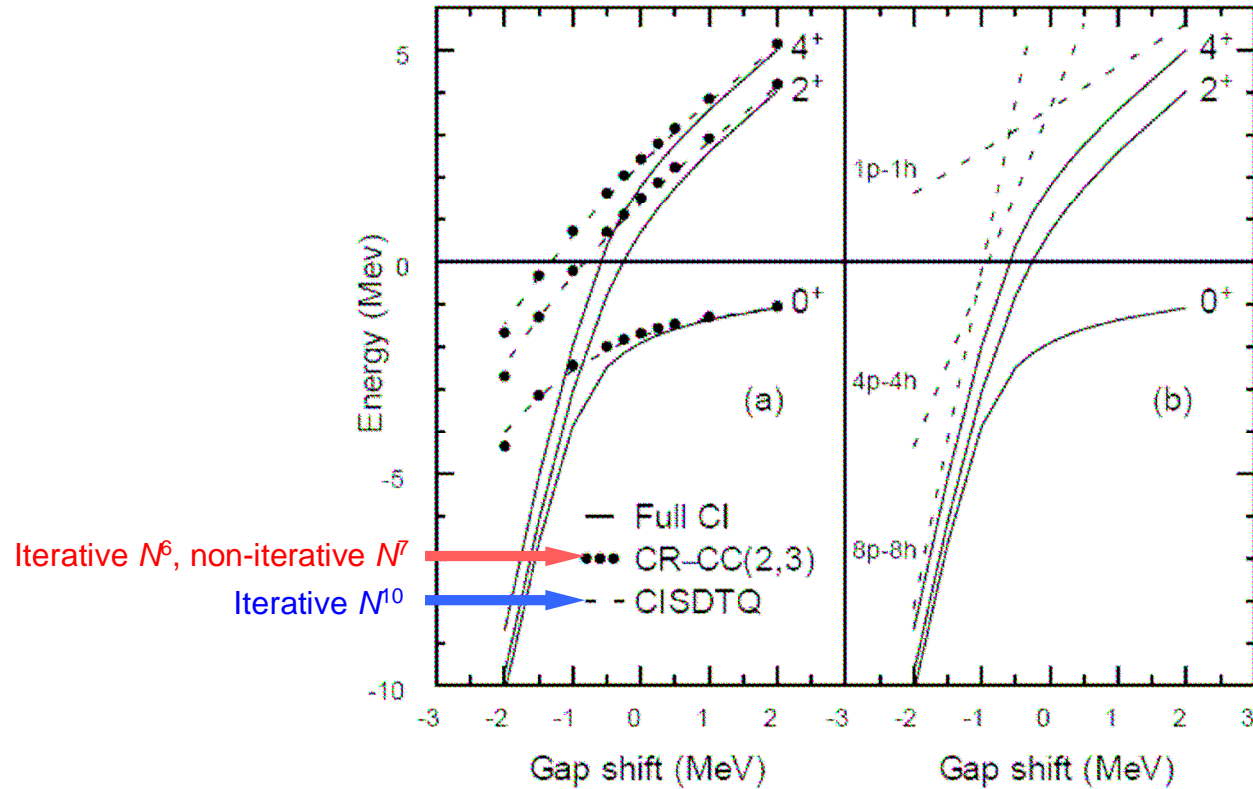 Iterative N⁶, non-iterative N⁷
Iterative N¹⁰
Energy (Mev)
5
0
-5
-10
4⁺
2⁺
0⁺
(a)
Full CI
CR–CC(2,3)
CISDTQ
-3 -2 -1 0 1 2 3
Gap shift (MeV)
1p-1h
4p-4h
8p-8h
4⁺
2⁺
0⁺
(b)
-2 -1 0 1 2 3
Gap shift (MeV)